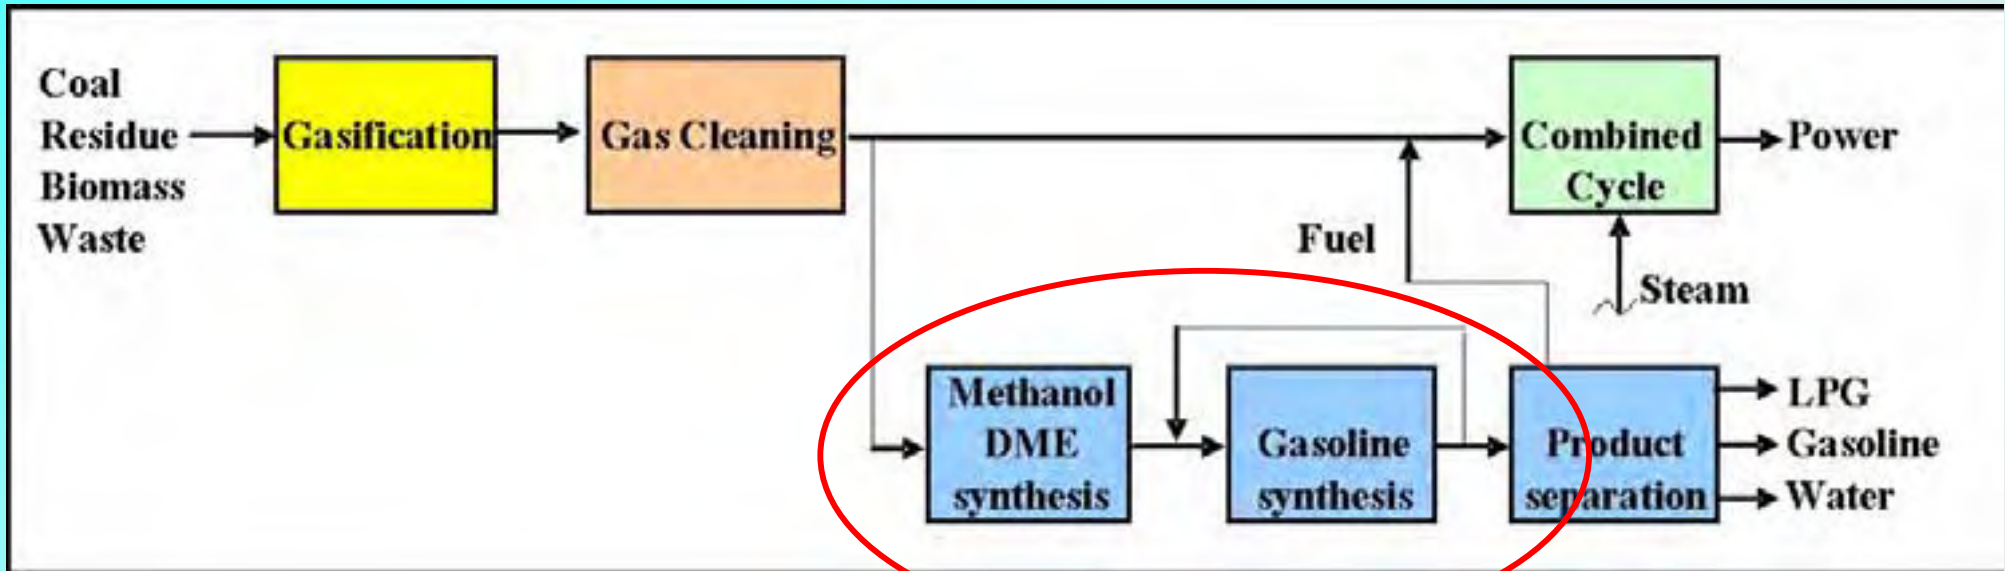 Coal
Residue
Biomass
Waste
Gasification
Gas Cleaning
Combined
Cycle
Power
Fuel
Steam
Methanol
DME
synthesis
Gasoline
synthesis
Product
separation
LPG
Gasoline
Water